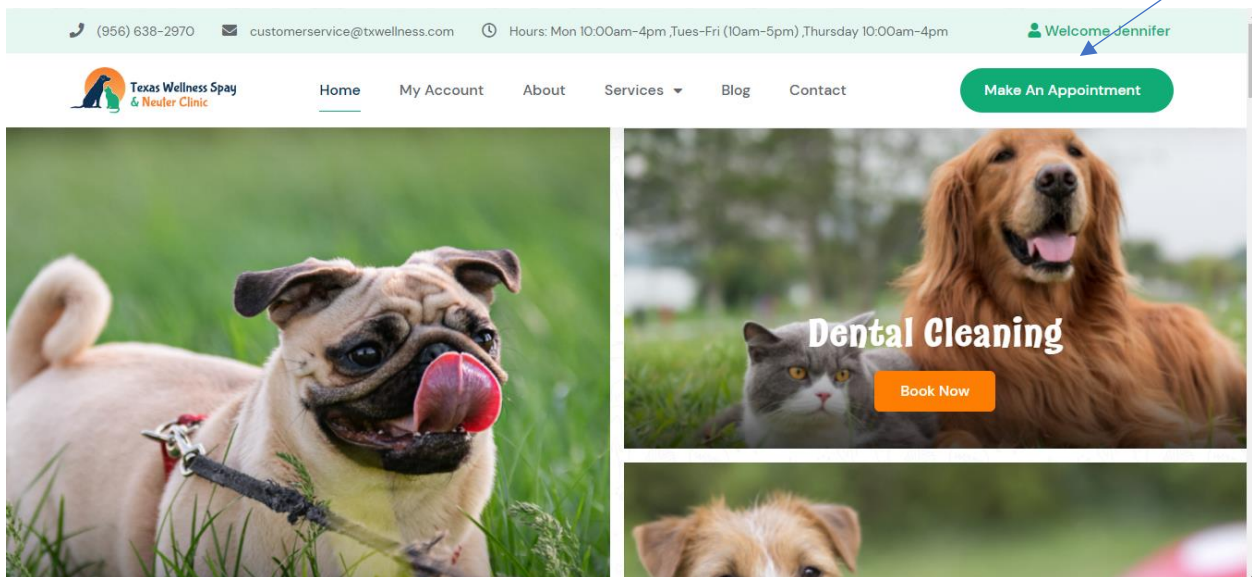 (956) 638-2970 customerservice@txwellness.com Hours: Mon 10:00am-4pm ,Tues-Fri (10am-5pm) ,Thursday 10:00am-4pm Welcome Jennifer
Texas Wellness Spay
& Neuter Clinic
Home My Account About Services Blog Contact Make An Appointment
Dental Cleaning
Book Now